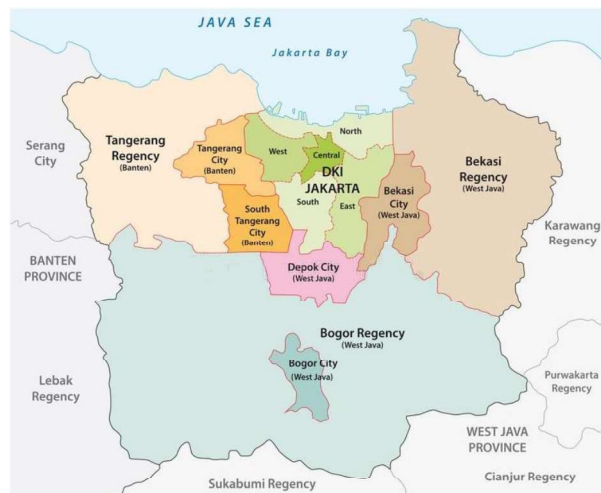 JAVA SEA
Jakarta Bay
Tangerang
Regency
(Banten)
Serang
City
Tangerang
City
(Banten)
West
Central
North
DKI
JAKARTA
South
East
South
Tangerang
City
(Banten)
Bekasi
City
(West Java)
Bekasi
Regency
(West Java)
Karawang
Regency
BANTEN
PROVINCE
Depok City
(West Java)
Bogor Regency
(West Java)
Bogor City
(West Java)
Lebak
Regency
Purwakarta
Regency
WEST JAVA
PROVINCE
Cianjur Regency
Sukabumi Regency